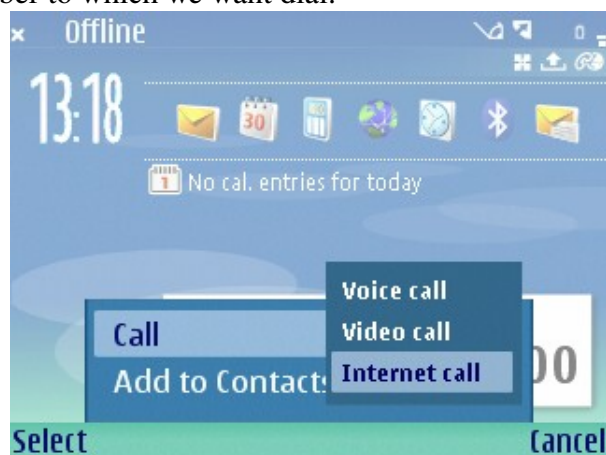 ber to which we want dial.
Offline
13:18
30
1 No cal. entries for today
Voice call
Call
Video call
Add to Contacts
Internet call
00
Select
Cancel